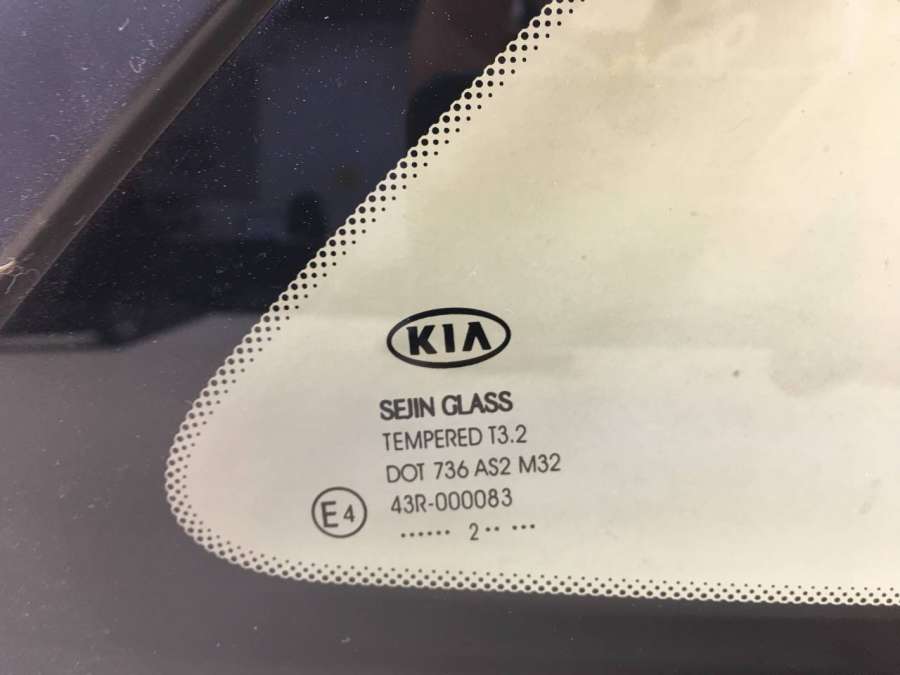 KIA
SEJIN GLASS
TEMPERED T3.2
DOT 736 AS2 M32
E4 43R-000083
...... 2 .. ...